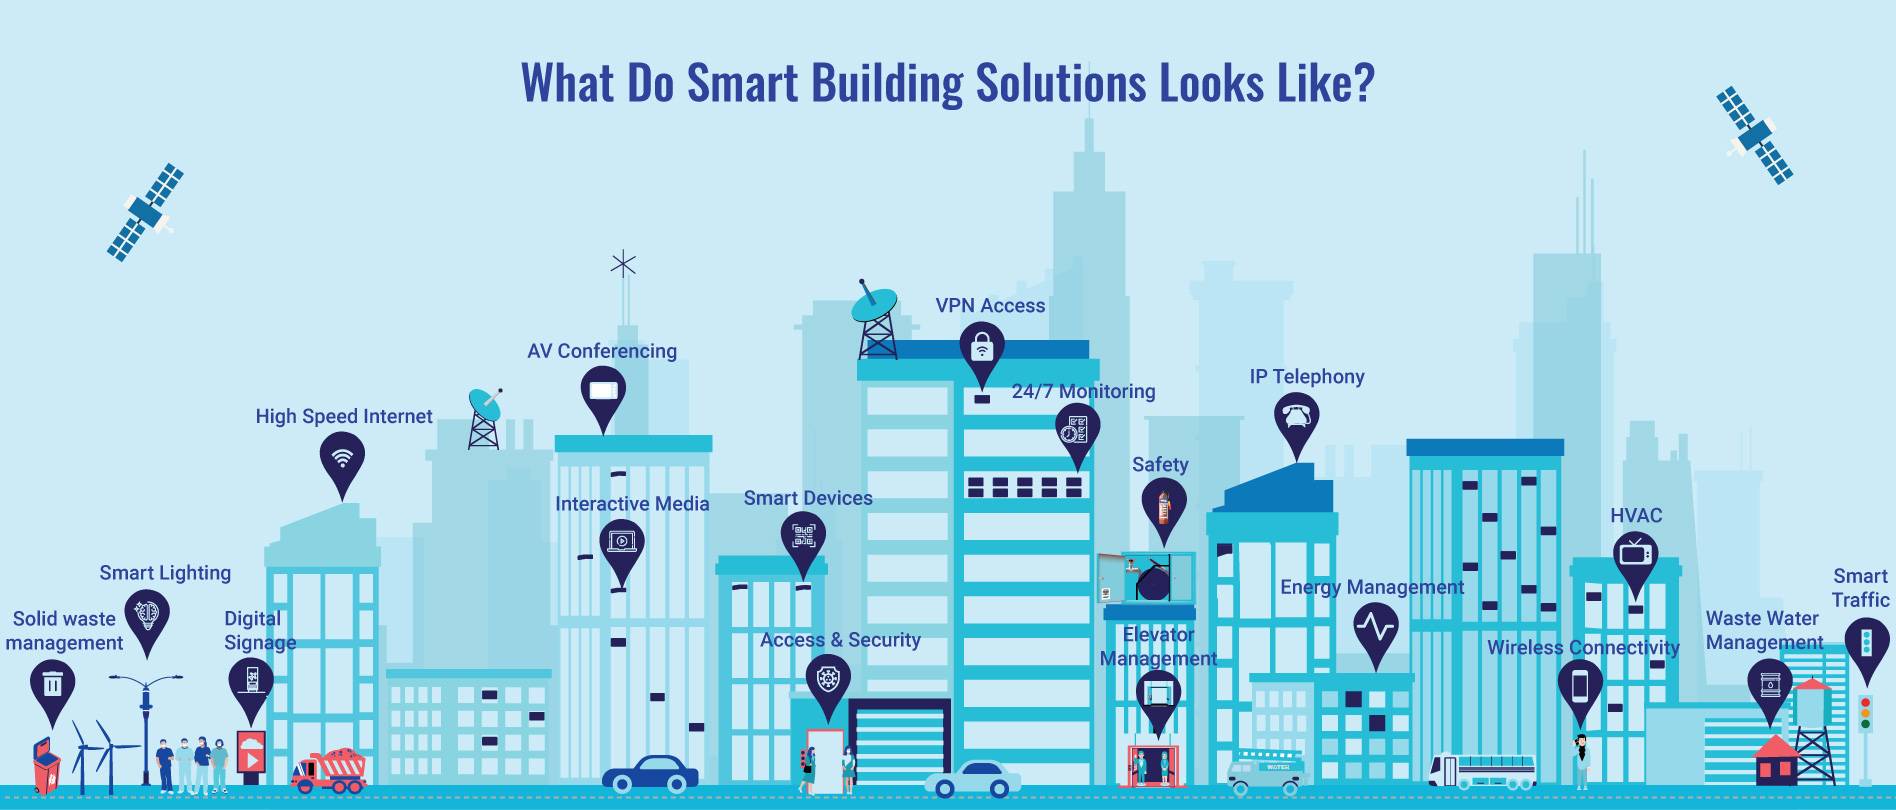 What Do Smart Building Solutions Looks Like?
VPN Access
AV Conferencing
24/7 Monitoring
IP Telephony
High Speed Internet
Safety
Interactive Media
Smart Devices
HVAC
Smart Lighting
Energy Management
Smart
Traffic
Solid waste
management
Digital
Signage
Access & Security
Elevator
Management
Wireless Connectivity
Waste Water
Management
WATER